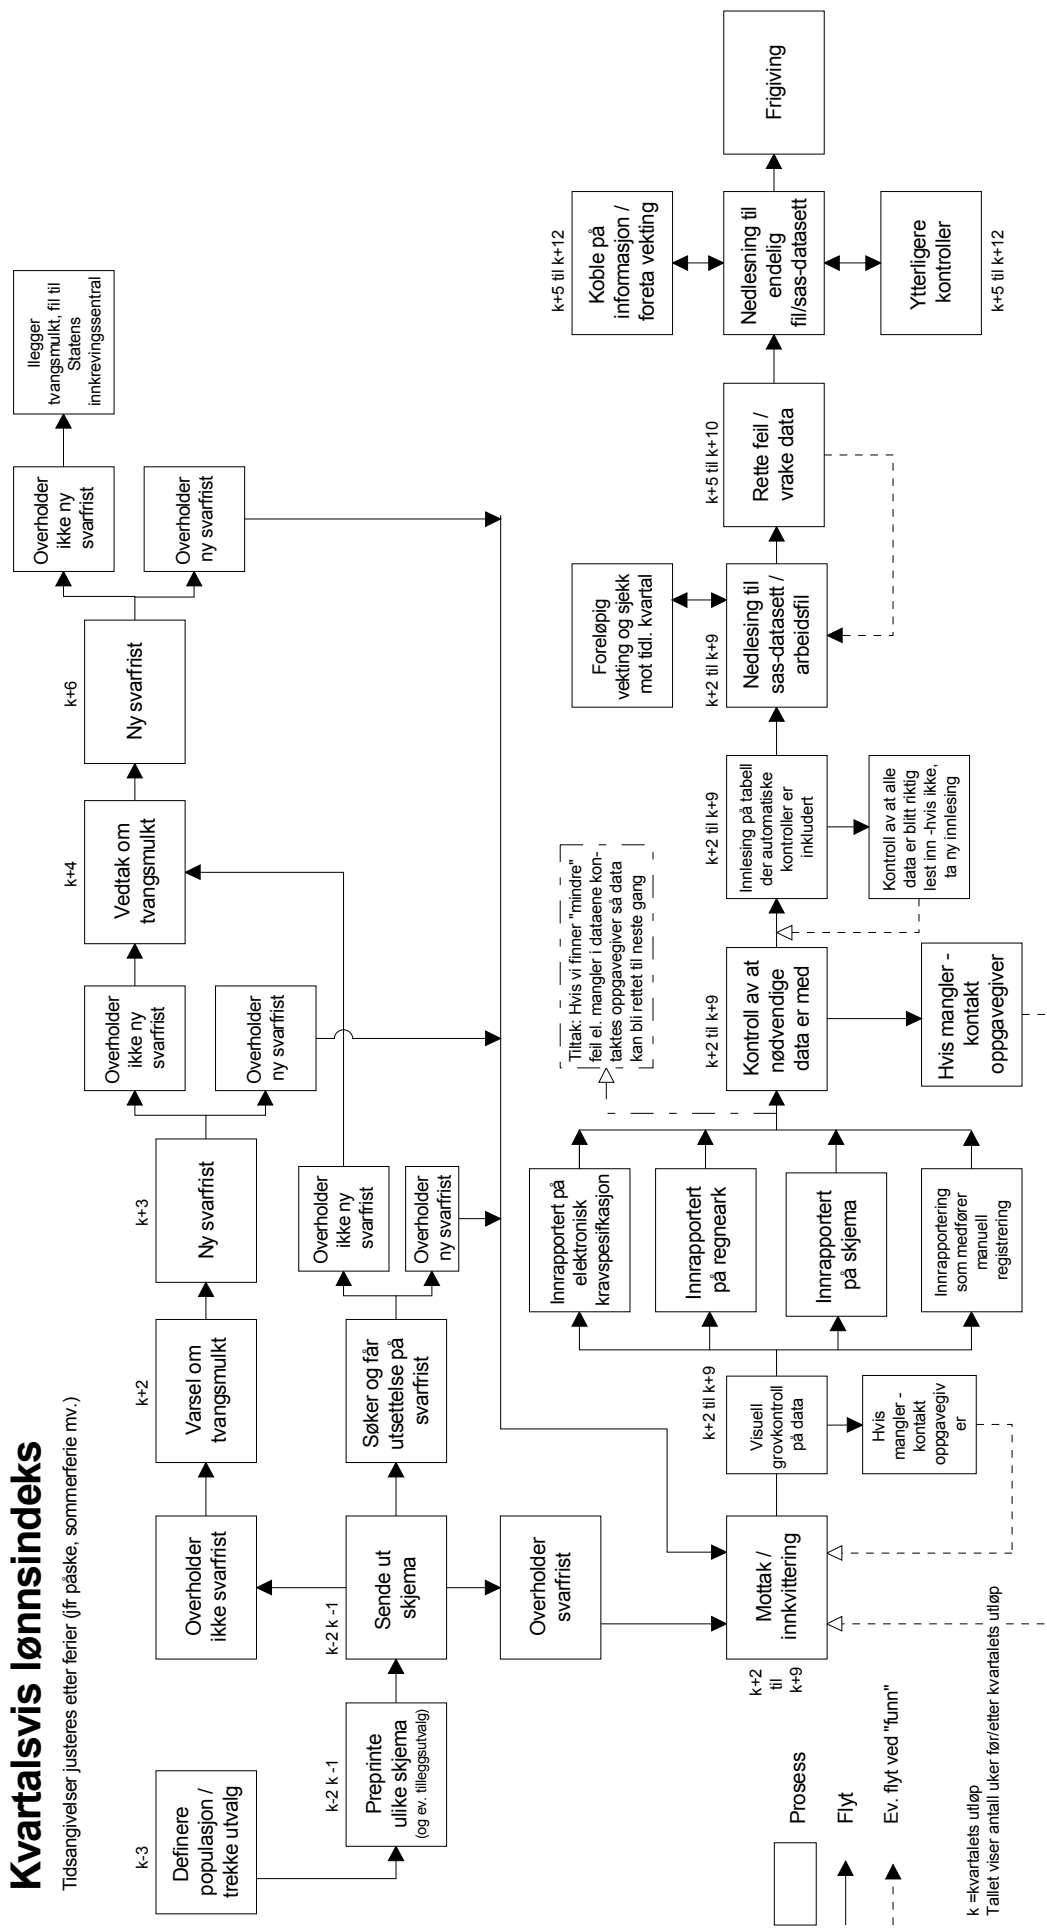 Kvartalsvis lønnsindeks
Tidsangivelser justeres etter ferier (jfr påske, sommerferie mv.)
k-3
Definere
populasjon /
trekke utvalg
k-2 k -1
Preprinte
ulike skjema
(og ev. tilleggsutvalg)
k-2 k -1
Sende ut
skjema
Overholder
ikke svarfrist
k+2
Varsel om
tvangsmulkt
k+3
Ny svarfrist
Overholder
ikke ny
svarfrist
Overholder
ny svarfrist
k+4
Vedtak om
tvangsmulkt
k+6
Ny svarfrist
Overholder
ikke ny
svarfrist
Overholder
ny svarfrist
Ilegger
tvangsmulkt, fil til
Statens
innkrevingssentral
Søker og får
utsettelse på
svarfrist
Overholder
ikke ny
svarfrist
Overholder
ny svarfrist
Overholder
svarfrist
k+2
til
k+9
Mottak /
innkvittering
k+2 til k+9
Visuell
grovkontroll
på data
Hvis
mangler -
kontakt
oppgavegiv
er
Innrapportert på
elektronisk
kravspesifkasjon
Innrapportert
på regneark
Innrapportert
på skjema
Innrapportering
som medfører
manuell
registrering
Tiltak: Hvis vi finner "mindre"
feil el. mangler i dataene kon-
taktes oppgavegiver så data
kan bli rettet til neste gang
k+2 til k+9
Kontroll av at
nødvendige
data er med
Hvis mangler -
kontakt
oppgavegiver
k+2 til k+9
Innlesing på tabell
der automatiske
kontroller er
inkludert
Kontroll av at alle
data er blitt riktig
lest inn -hvis ikke,
ta ny innlesing
Foreløpig
vekting og sjekk
mot tidl. kvartal
k+2 til k+9
Nedlesing til
sas-datasett /
arbeidsfil
k+5 til k+10
Rette feil /
vrake data
k+5 til k+12
Koble på
informasjon /
foreta vekting
Nedlesning til
endelig
fil/sas-datasett
Ytterligere
kontroller
k+5 til k+12
Frigiving
Prosess
Flyt
Ev. flyt ved "funn"
k =kvartalets utløp
Tallet viser antall uker før/etter kvartalets utløp